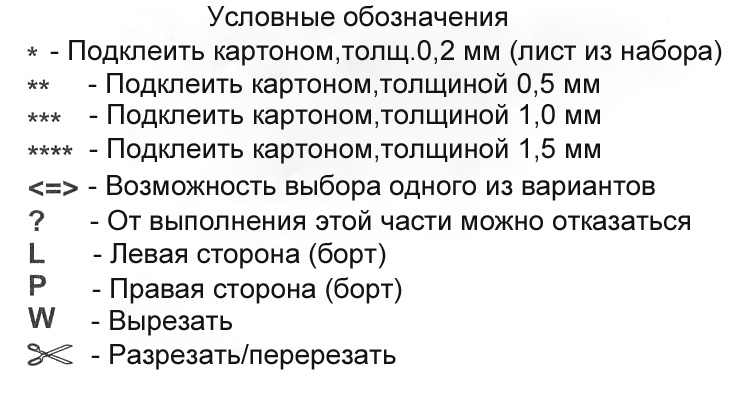 Условные обозначения
* - Подклеить картоном,толщ.0,2 мм (лист из набора)
** - Подклеить картоном,толщиной 0,5 мм
*** - Подклеить картоном,толщиной 1,0 мм
**** - Подклеить картоном,толщиной 1,5 мм
<=> - Возможность выбора одного из вариантов
? - От выполнения этой части можно отказаться
L - Левая сторона (борт)
P - Правая сторона (борт)
W - Вырезать
- Разрезать/перерезать